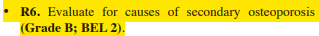 • R6. Evaluate for causes of secondary osteoporosis
(Grade B; BEL 2).